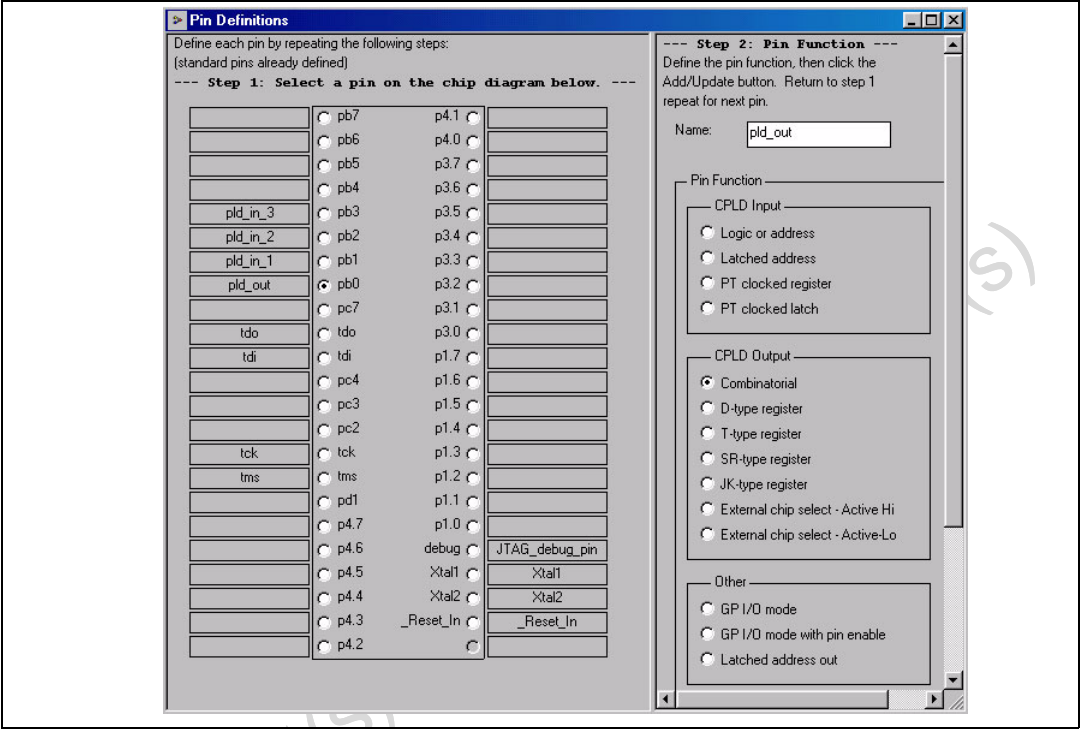 Pin Definitions
Define each pin by repeating the following steps:
(standard pins already defined)
--- Step 1: Select a pin on the chip diagram below. ---
pb7 p4.1
pb6 p4.0
pb5 p3.7
pb4 p3.6
pld_in_3 pb3 p3.5
pld_in_2 pb2 p3.4
pld_in_1 pb1 p3.3
pld_out pb0 p3.2
pc7 p3.1
tdo tdo p3.0
tdi tdi p1.7
pc4 p1.6
pc3 p1.5
pc2 p1.4
tck tck p1.3
tms tms p1.2
pd1 p1.1
p4.7 p1.0
p4.6 debug JTAG_debug_pin
p4.5 Xtal1 Xtal1
p4.4 Xtal2 Xtal2
p4.3 _Reset_In _Reset_In
p4.2
--- Step 2: Pin Function ---
Define the pin function, then click the
Add/Update button. Return to step 1
repeat for next pin.
Name: pld_out
Pin Function
CPLD Input
Logic or address
Latched address
PT clocked register
PT clocked latch
CPLD Output
Combinatorial
D-type register
T-type register
SR-type register
JK-type register
External chip select - Active Hi
External chip select - Active-Lo
Other
GP I/O mode
GP I/O mode with pin enable
Latched address out
(s)
(s)